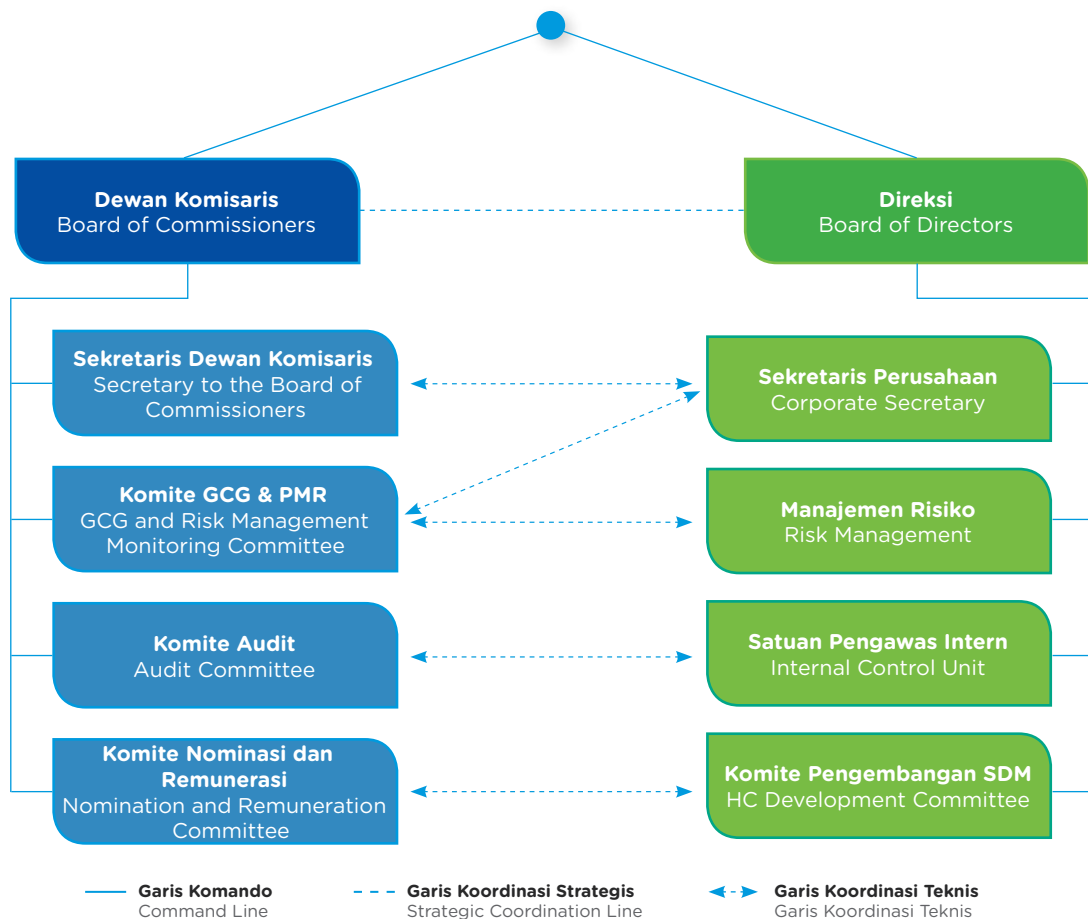 Dewan Komisaris
Board of Commissioners
Direksi
Board of Directors
Sekretaris Dewan Komisaris
Secretary to the Board of
Commissioners
Sekretaris Perusahaan
Corporate Secretary
Komite GCG & PMR
GCG and Risk Management
Monitoring Committee
Manajemen Risiko
Risk Management
Komite Audit
Audit Committee
Satuan Pengawas Intern
Internal Control Unit
Komite Nominasi dan
Remunerasi
Nomination and Remuneration
Committee
Komite Pengembangan SDM
HC Development Committee
Garis Komando
Command Line
Garis Koordinasi Strategis
Strategic Coordination Line
Garis Koordinasi Teknis
Garis Koordinasi Teknis